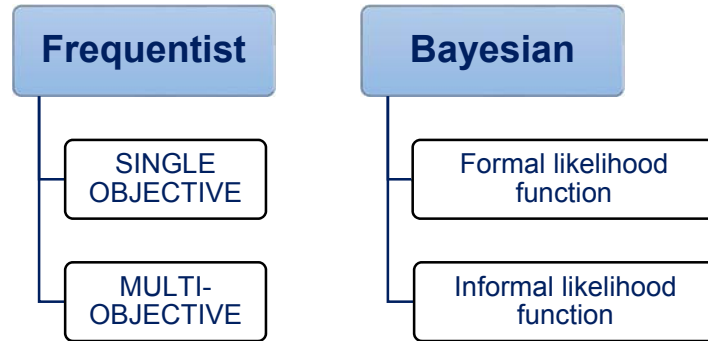 Frequentist
SINGLE
OBJECTIVE
MULTI-
OBJECTIVE
Bayesian
Formal likelihood
function
Informal likelihood
function